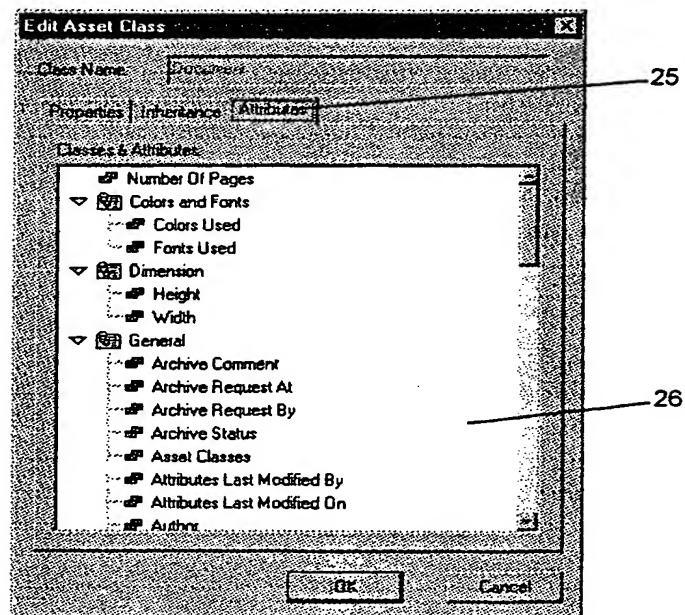 Edit Asset Class
Class Name: Document
25
Properties Inheritance Attributes
Classes & Attributes
Number Of Pages
Colors and Fonts
Colors Used
Fonts Used
Dimension
Height
Width
General
Archive Comment
Archive Request At
Archive Request By
26
Archive Status
Asset Classes
Attributes Last Modified By
Attributes Last Modified On
Author
OK Cancel